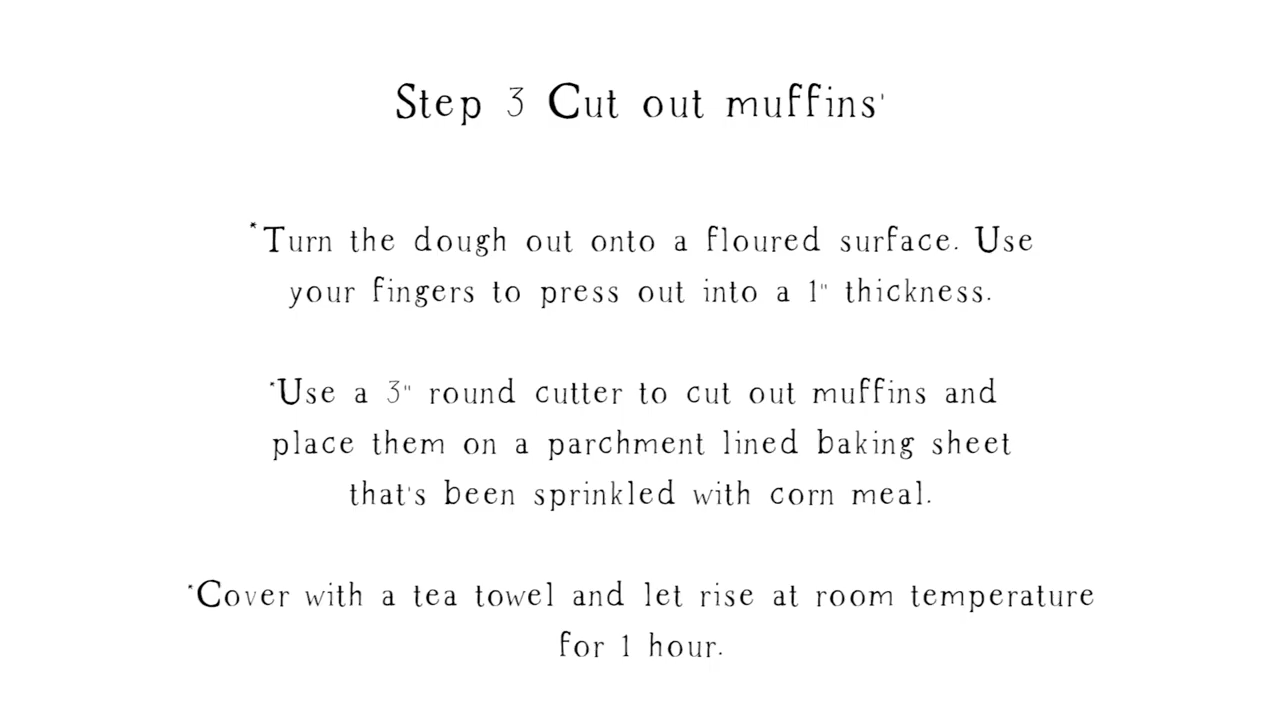 Step 3 Cut out muffins'
*Turn the dough out onto a floured surface. Use
your fingers to press out into a 1" thickness.
*Use a 3" round cutter to cut out muffins and
place them on a parchment lined baking sheet
that's been sprinkled with corn meal.
*Cover with a tea towel and let rise at room temperature
for 1 hour.